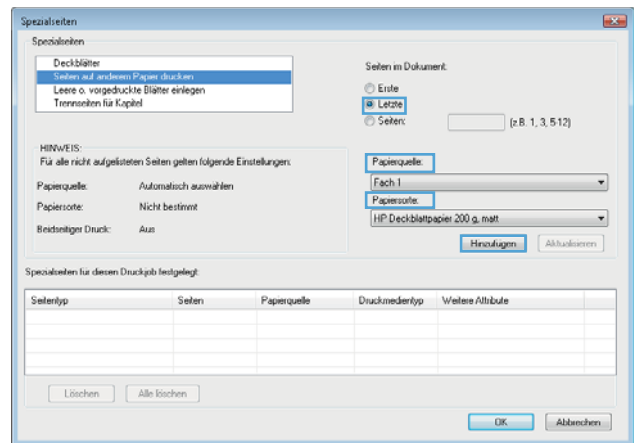 Spezialseiten
Spezialseiten
Deckblätter
Seiten auf anderem Papier drucken
Leere o. vorgedruckte Blätter einlegen
Trennseiten für Kapitel
Seiten im Dokument:
Erste
Letzte
Seiten:
(z.B. 1, 3, 5-12)
HINWEIS:
Für alle nicht aufgelisteten Seiten gelten folgende Einstellungen:
Papierquelle: Automatisch auswählen
Papiersorte: Nicht bestimmt
Beidseitiger Druck: Aus
Papierquelle:
Fach 1
Papiersorte:
HP Deckblattpapier 200 g, matt
Hinzufügen Aktualisieren
Spezialseiten für diesen Druckjob festgelegt:
Seitentyp Seiten Papierquelle Druckmedientyp Weitere Attribute
Löschen Alle löschen
OK Abbrechen